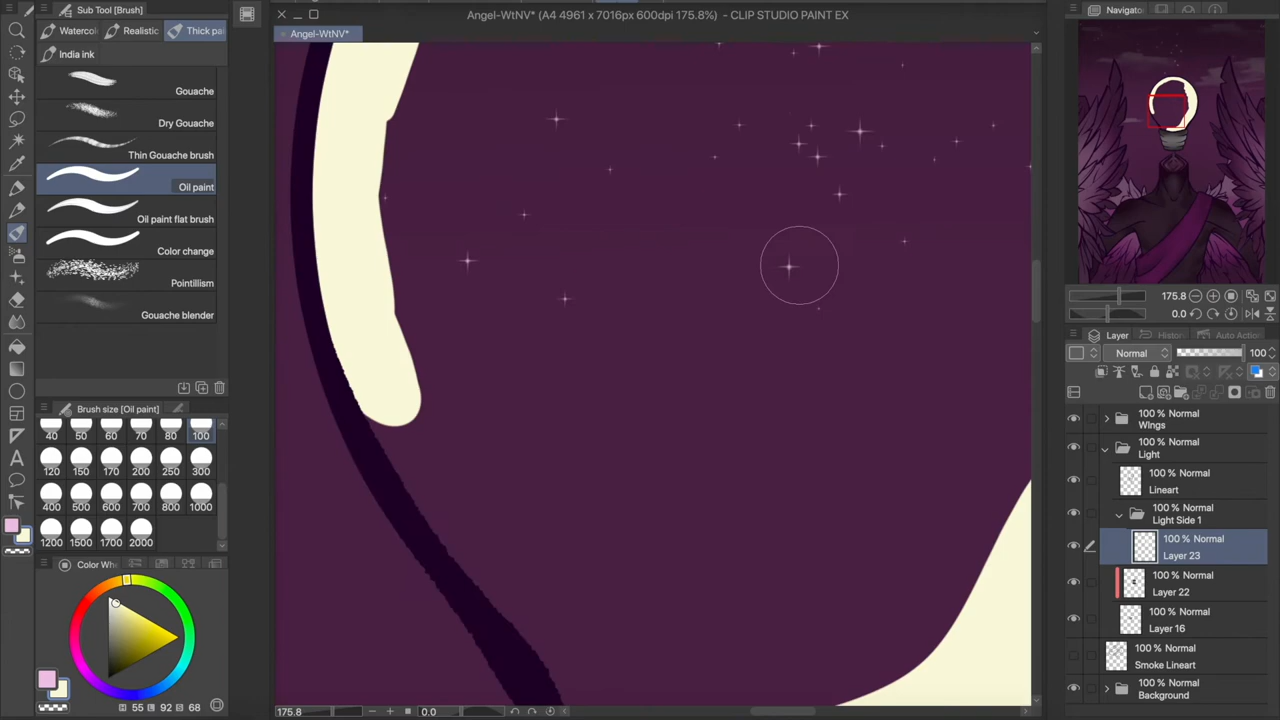 Sub Tool [Brush]
Angel-WtNV* (A4 4961 x 7016px 600dpi 175.8%) - CLIP STUDIO PAINT EX
Navigator
Watercol
Realistic
Thick pai
India ink
Angel-WtNV*
Gouache
Dry Gouache
Thin Gouache brush
Oil paint
Oil paint flat brush
Color change
Pointillism
Gouache blender
175.8
0.0
Layer
History
Auto Action
Normal
100
Brush size [Oil paint]
40 50 60 70 80 100
120 150 170 200 250 300
400 500 600 700 800 1000
1200 1500 1700 2000
100 % Normal
Wings
100 % Normal
Light
100 % Normal
Lineart
100 % Normal
Light Side 1
100 % Normal
Layer 23
100 % Normal
Layer 22
100 % Normal
Layer 16
100 % Normal
Smoke Lineart
100 % Normal
Background
Color Whe
H 55 L 92 S 68
175.8
0.0